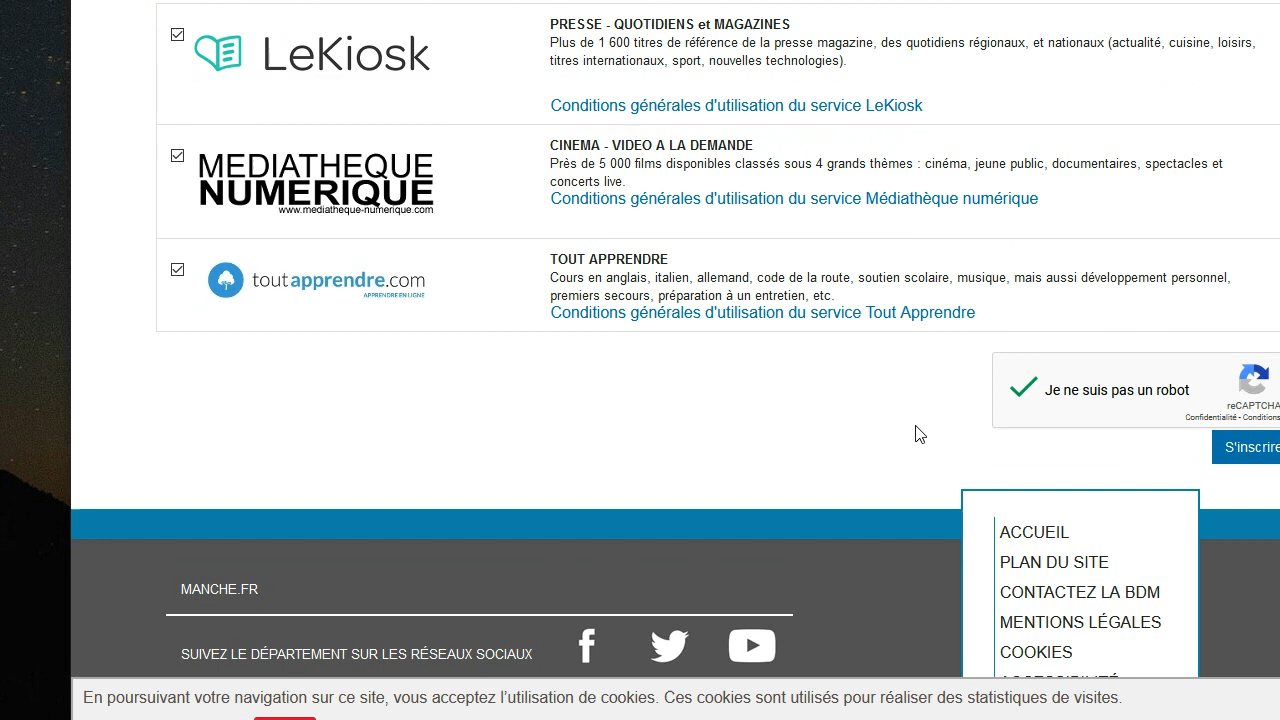 LeKiosk
PRESSE - QUOTIDIENS et MAGAZINES
Plus de 1 600 titres de référence de la presse magazine, des quotidiens régionaux, et nationaux (actualité, cuisine, loisirs,
titres internationaux, sport, nouvelles technologies).
Conditions générales d'utilisation du service LeKiosk
MEDIATHEQUE
NUMERIQUE
www.mediatheque-numerique.com
CINEMA - VIDEO A LA DEMANDE
Près de 5 000 films disponibles classés sous 4 grands thèmes : cinéma, jeune public, documentaires, spectacles et
concerts live.
Conditions générales d'utilisation du service Médiathèque numérique
toutapprendre.com
APPRENDRE EN LIGNE
TOUT APPRENDRE
Cours en anglais, italien, allemand, code de la route, soutien scolaire, musique, mais aussi développement personnel,
premiers secours, préparation à un entretien, etc.
Conditions générales d'utilisation du service Tout Apprendre
Je ne suis pas un robot
reCAPTCHA
Confidentialité - Conditions
S'inscrire
MANCHE.FR
SUIVEZ LE DÉPARTEMENT SUR LES RÉSEAUX SOCIAUX
ACCUEIL
PLAN DU SITE
CONTACTEZ LA BDM
MENTIONS LÉGALES
COOKIES
En poursuivant votre navigation sur ce site, vous acceptez l'utilisation de cookies. Ces cookies sont utilisés pour réaliser des statistiques de visites.